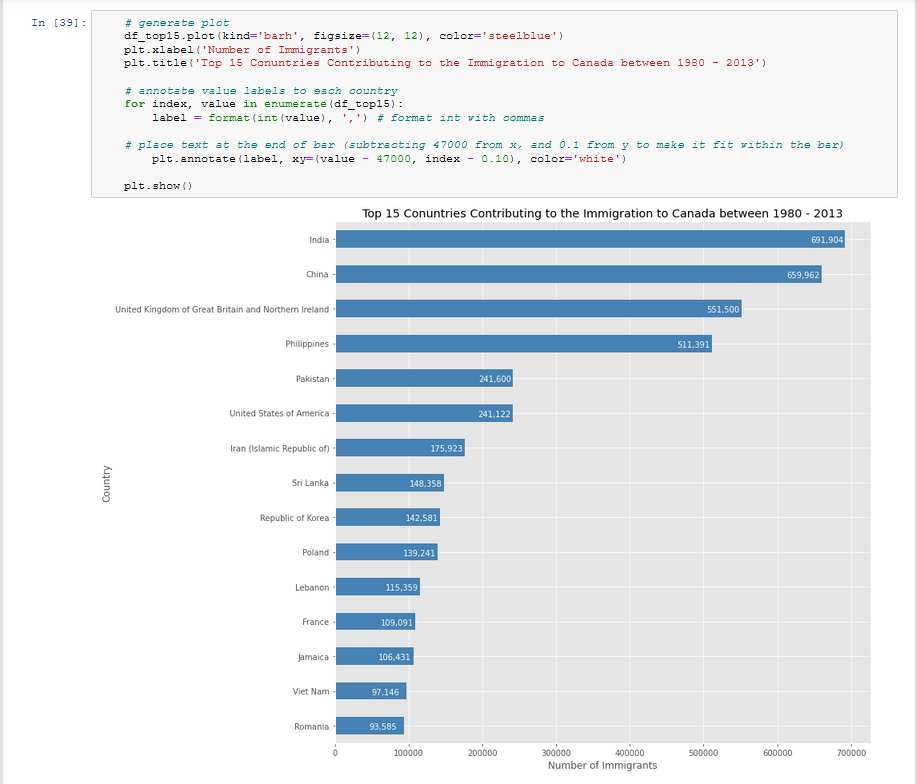 In [39]:
# generate plot
df_top15.plot(kind='barh', figsize=(12, 12), color='steelblue')
plt.xlabel('Number of Immigrants')
plt.title('Top 15 Conuntries Contributing to the Immigration to Canada between 1980 - 2013')
# annotate value labels to each country
for index, value in enumerate(df_top15):
label = format(int(value), ',') # format int with commas
# place text at the end of bar (subtracting 47000 from x, and 0.1 from y to make it fit within the bar)
plt.annotate(label, xy=(value - 47000, index - 0.10), color='white')
plt.show()
Top 15 Conuntries Contributing to the Immigration to Canada between 1980 - 2013
India 691,904
China 659,962
United Kingdom of Great Britain and Northern Ireland 551,500
Philippines 511,391
Pakistan 241,600
United States of America 241,122
Iran (Islamic Republic of) 175,923
Sri Lanka 148,358
Country
Republic of Korea 142,581
Poland 139,241
Lebanon 115,359
France 109,091
Jamaica 106,431
Viet Nam 97,146
Romania 93,585
0 100000 200000 300000 400000 500000 600000 700000
Number of Immigrants